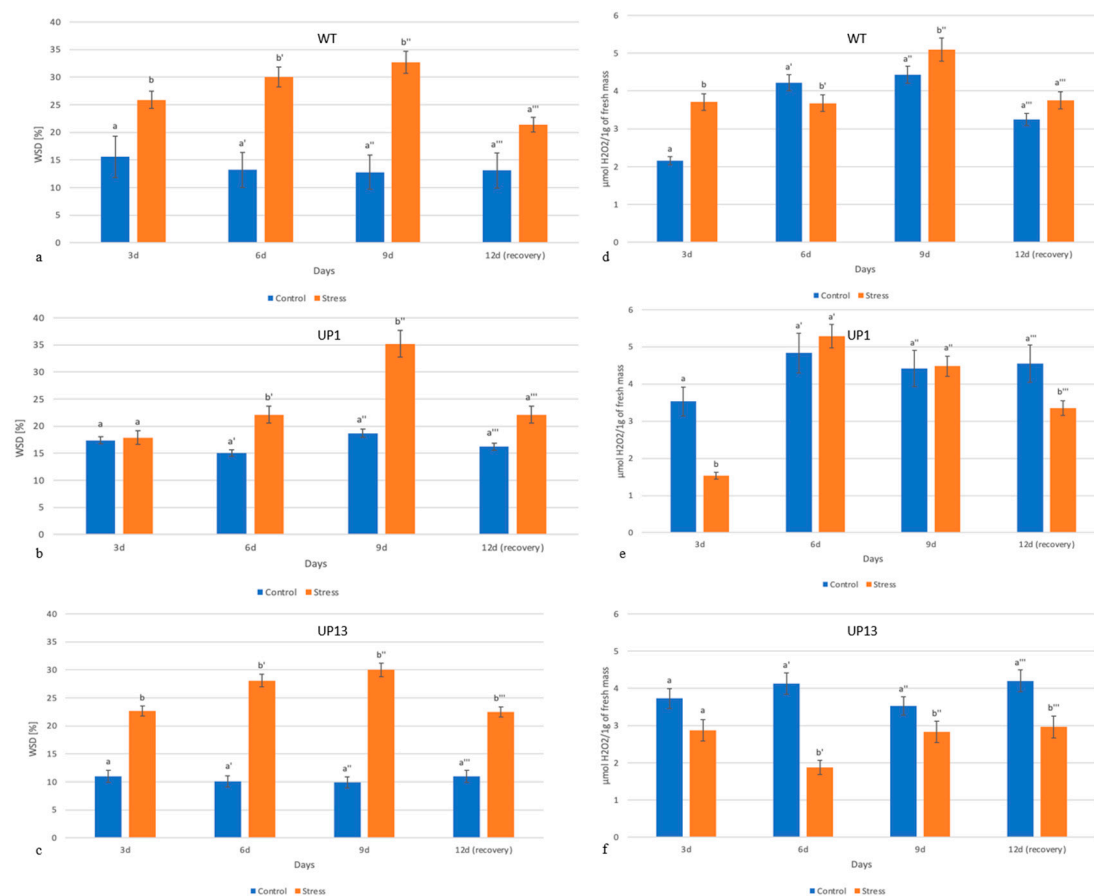 WT
40
35
30
25
20
15
10
5
0
WSD [%]
a
b
a'
b'
a''
b''
a'''
a'''
3d
6d
9d
12d (recovery)
Days
Control
Stress
a
WT
6
5
4
3
2
1
0
µmol H2O2/1g of fresh mass
a
b
a'
b'
a''
b''
a'''
a'''
3d
6d
9d
12d (recovery)
Days
Control
Stress
d
UP1
40
35
30
25
20
15
10
5
0
WSD [%]
a
a
a'
b'
a''
b''
a'''
a'''
3d
6d
9d
12d (recovery)
Days
Control
Stress
b
UP1
6
5
4
3
2
1
0
µmol H2O2/1g of fresh mass
a
b
a'
a'
a''
a''
a'''
b'''
3d
6d
9d
12d (recovery)
Days
Control
Stress
e
UP13
40
35
30
25
20
15
10
5
0
WSD [%]
a
b
a'
b'
a''
b''
a'''
b'''
3d
6d
9d
12d (recovery)
Days
Control
Stress
c
UP13
6
5
4
3
2
1
0
µmol H2O2/1g of fresh mass
a
a
a'
b'
a''
b''
a'''
b'''
3d
6d
9d
12d (recovery)
Days
Control
Stress
f